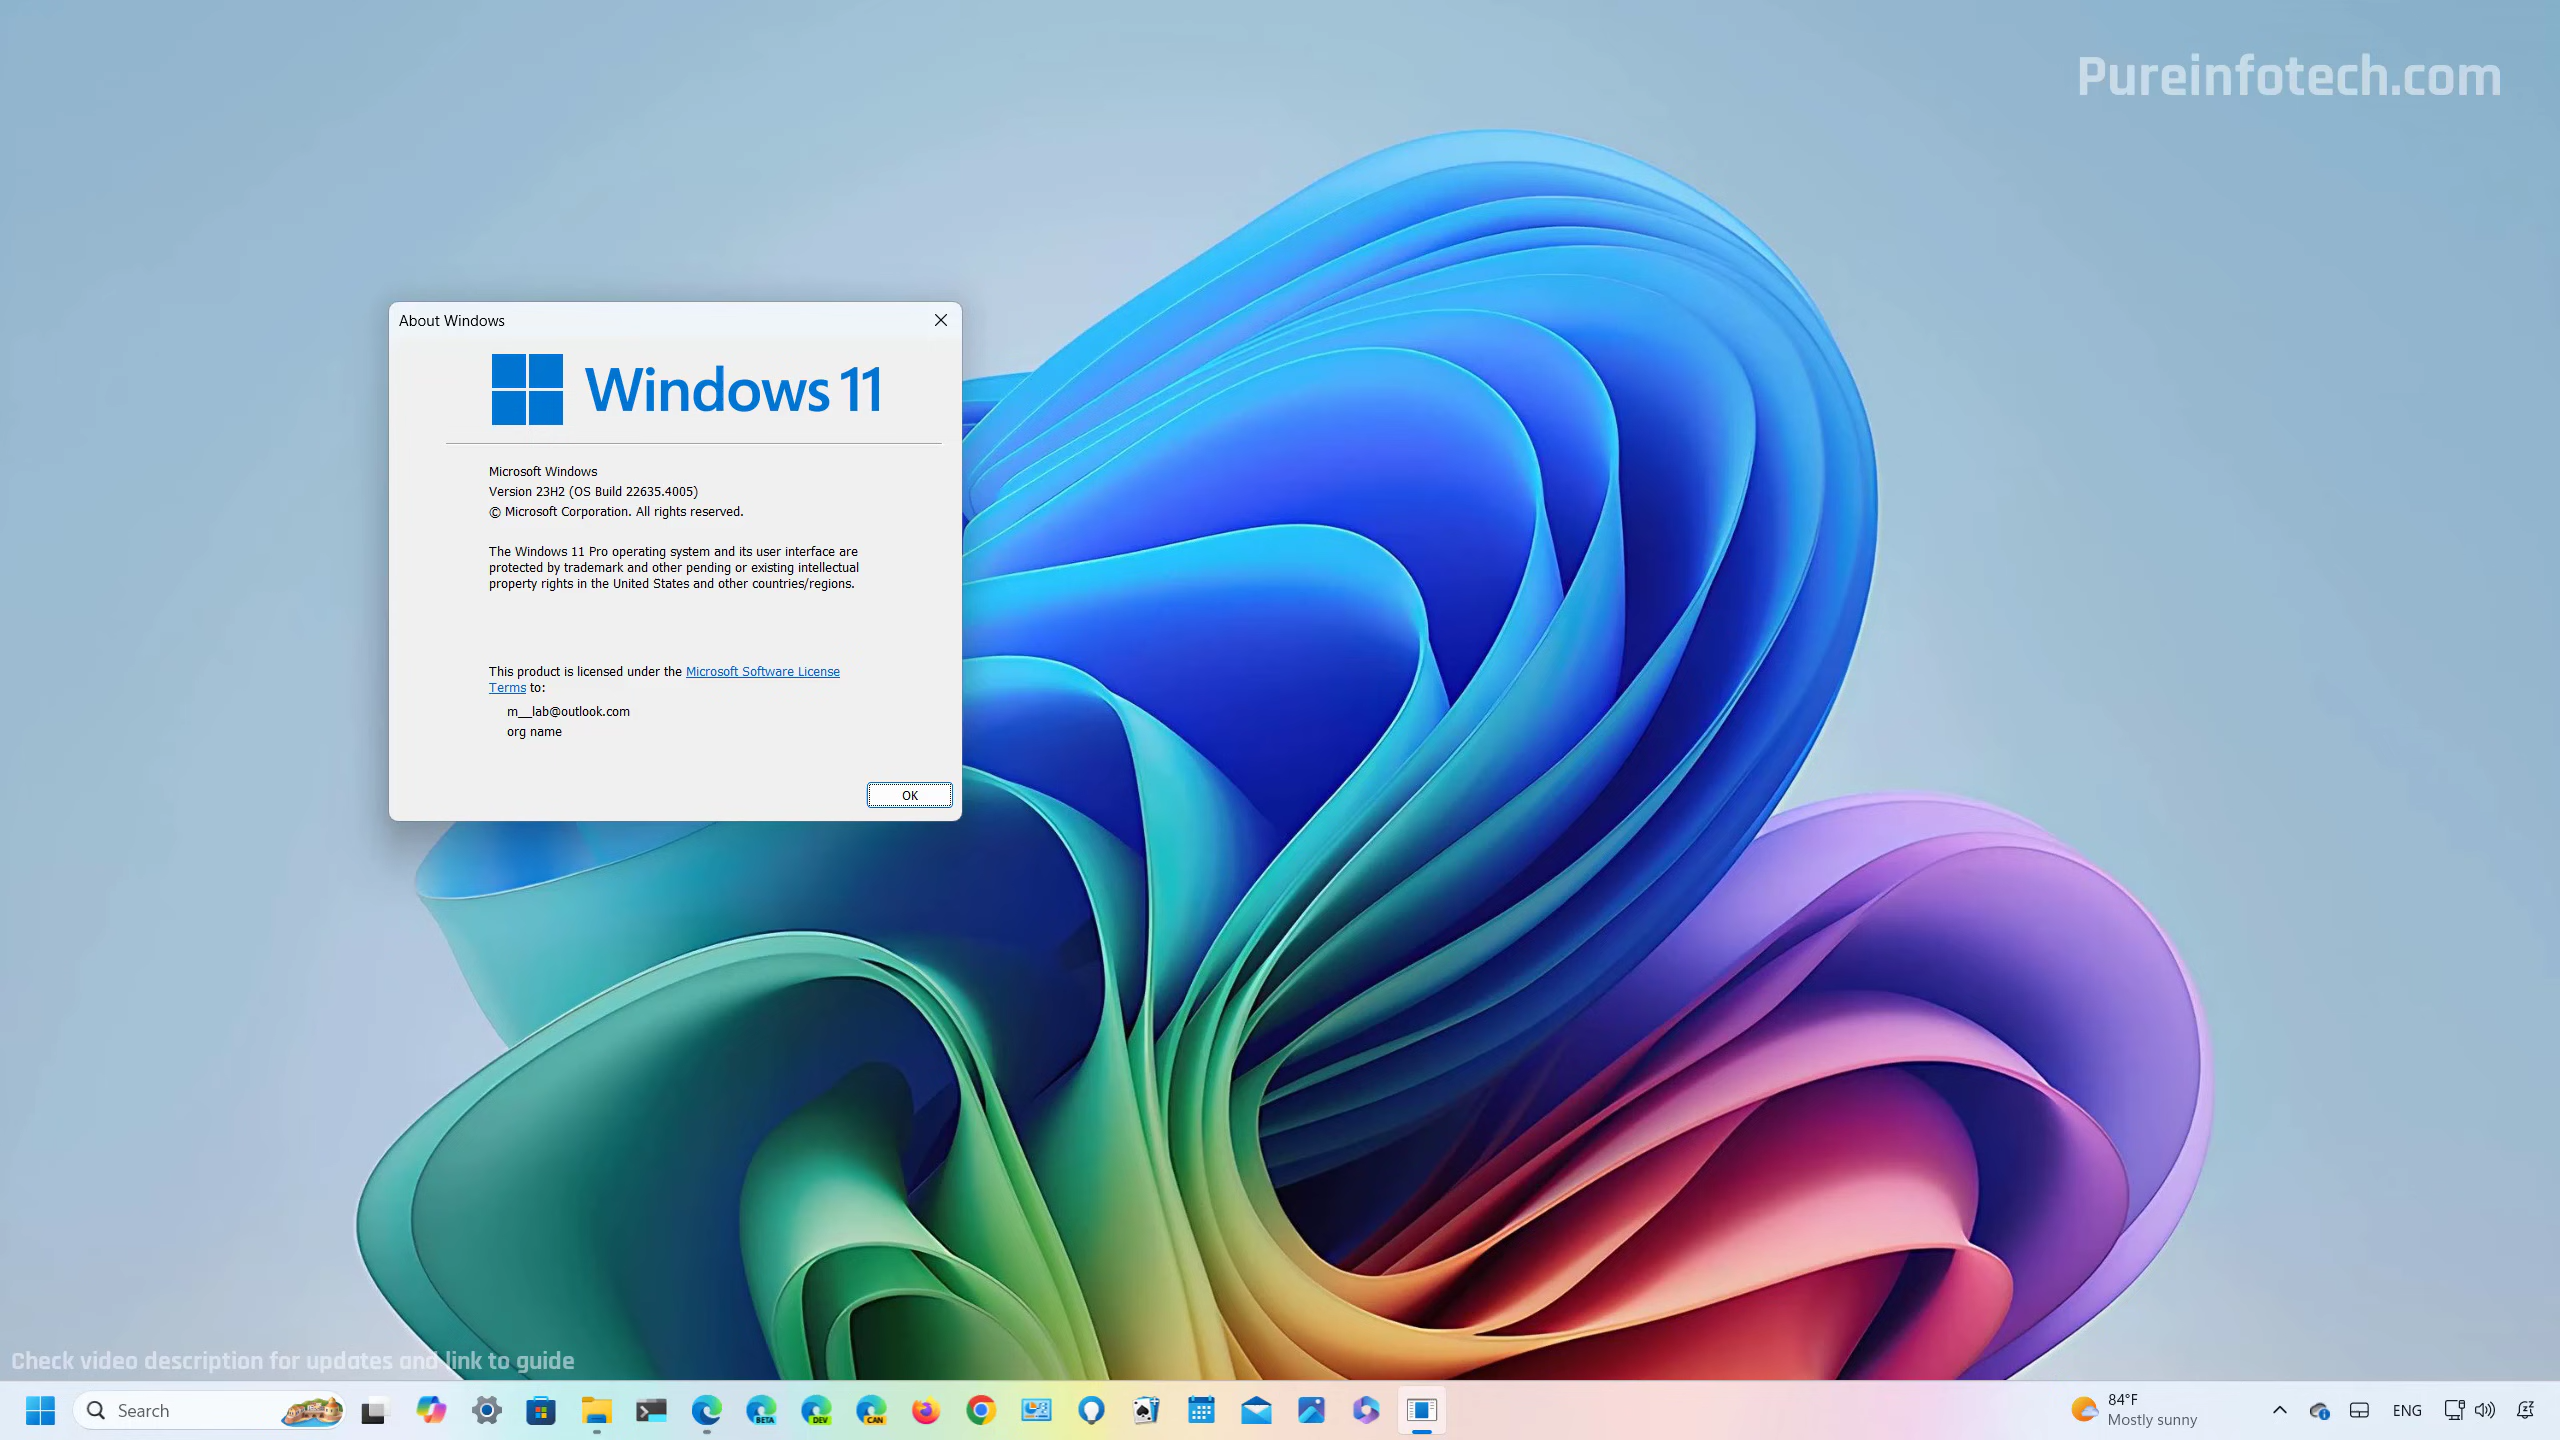 Pureinfotech.com
About Windows
Windows 11
Microsoft Windows
Version 23H2 (OS Build 22635.4005)
© Microsoft Corporation. All rights reserved.
The Windows 11 Pro operating system and its user interface are
protected by trademark and other pending or existing intellectual
property rights in the United States and other countries/regions.
This product is licensed under the Microsoft Software License
Terms to:
m__lab@outlook.com
org name
OK
Check video description for updates and link to guide
Search
BETA
DEV
CAN
84°F
Mostly sunny
ENG